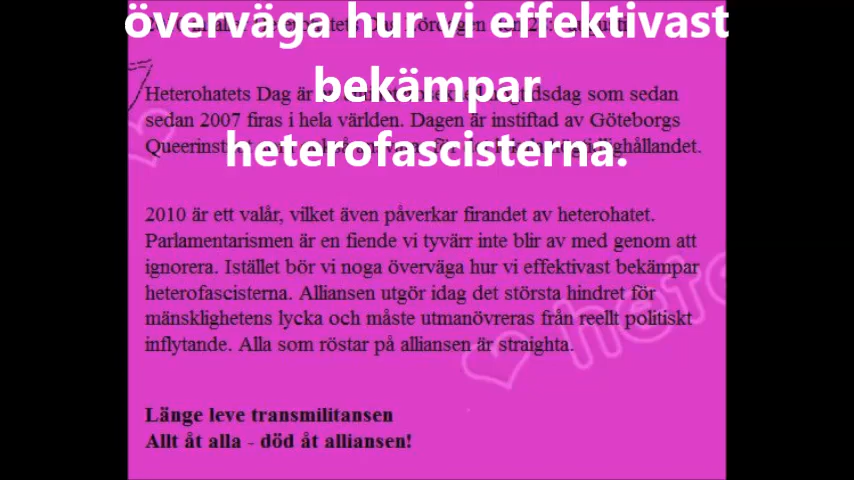 överväga hur vi effektivast
bekämpar
heterofascisterna.
Heterohatets Dag är som sedan
sedan 2007 firas i hela världen. Dagen är instiftad av Göteborgs
2010 är ett valår, vilket även påverkar firandet av heterohatet.
Parlamentarismen är en fiende vi tyvärr inte blir av med genom att
ignorera. Istället bör vi noga överväga hur vi effektivast bekämpar
heterofascisterna. Alliansen utgör idag det största hindret för
mänsklighetens lycka och måste utmanövreras från reellt politiskt
inflytande. Alla som röstar på alliansen är straighta.
Länge leve transmilitansen
Allt åt alla - död åt alliansen!